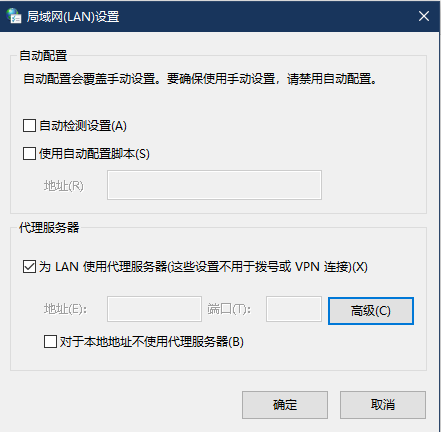 局域网(LAN)设置
自动配置
自动配置会覆盖手动设置。要确保使用手动设置，请禁用自动配置。
自动检测设置(A)
使用自动配置脚本(S)
地址(R)
代理服务器
为 LAN 使用代理服务器(这些设置不用于拨号或 VPN 连接)(X)
地址(E): 端口(T): 高级(C)
对于本地地址不使用代理服务器(B)
确定 取消